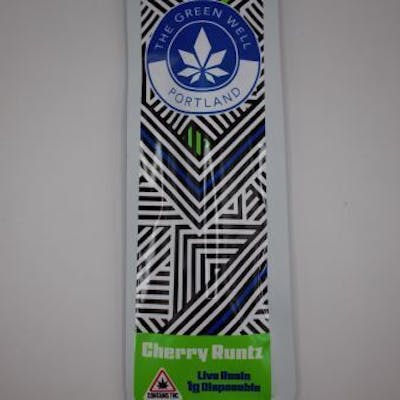 THE GREEN WELL
PORTLAND
Cherry Runtz
Live Resin
1g Disposable
CONTAINS THC